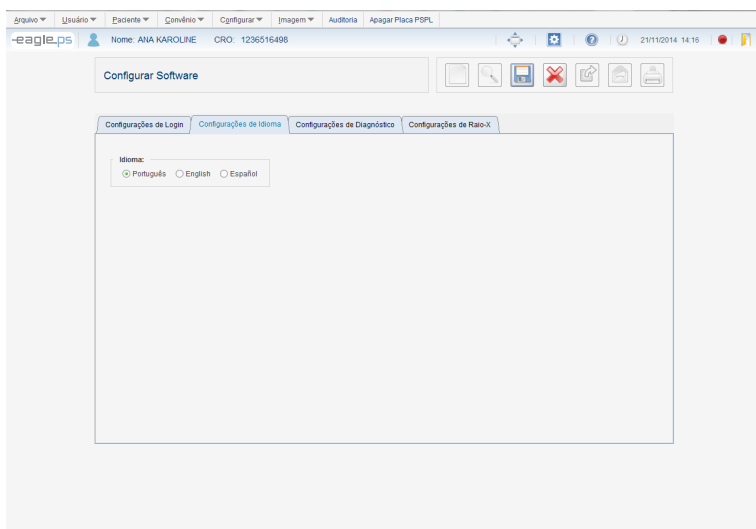 Arquivo Usuário Paciente Convênio Configurar Imagem Auditoria Apagar Placa PSPL
eagle.ps Nome: ANA KAROLINE CRO: 1236516498 21/11/2014 14:16
Configurar Software
Configurações de Login Configurações de Idioma Configurações de Diagnóstico Configurações de Raio-X
Idioma:
Português English Español